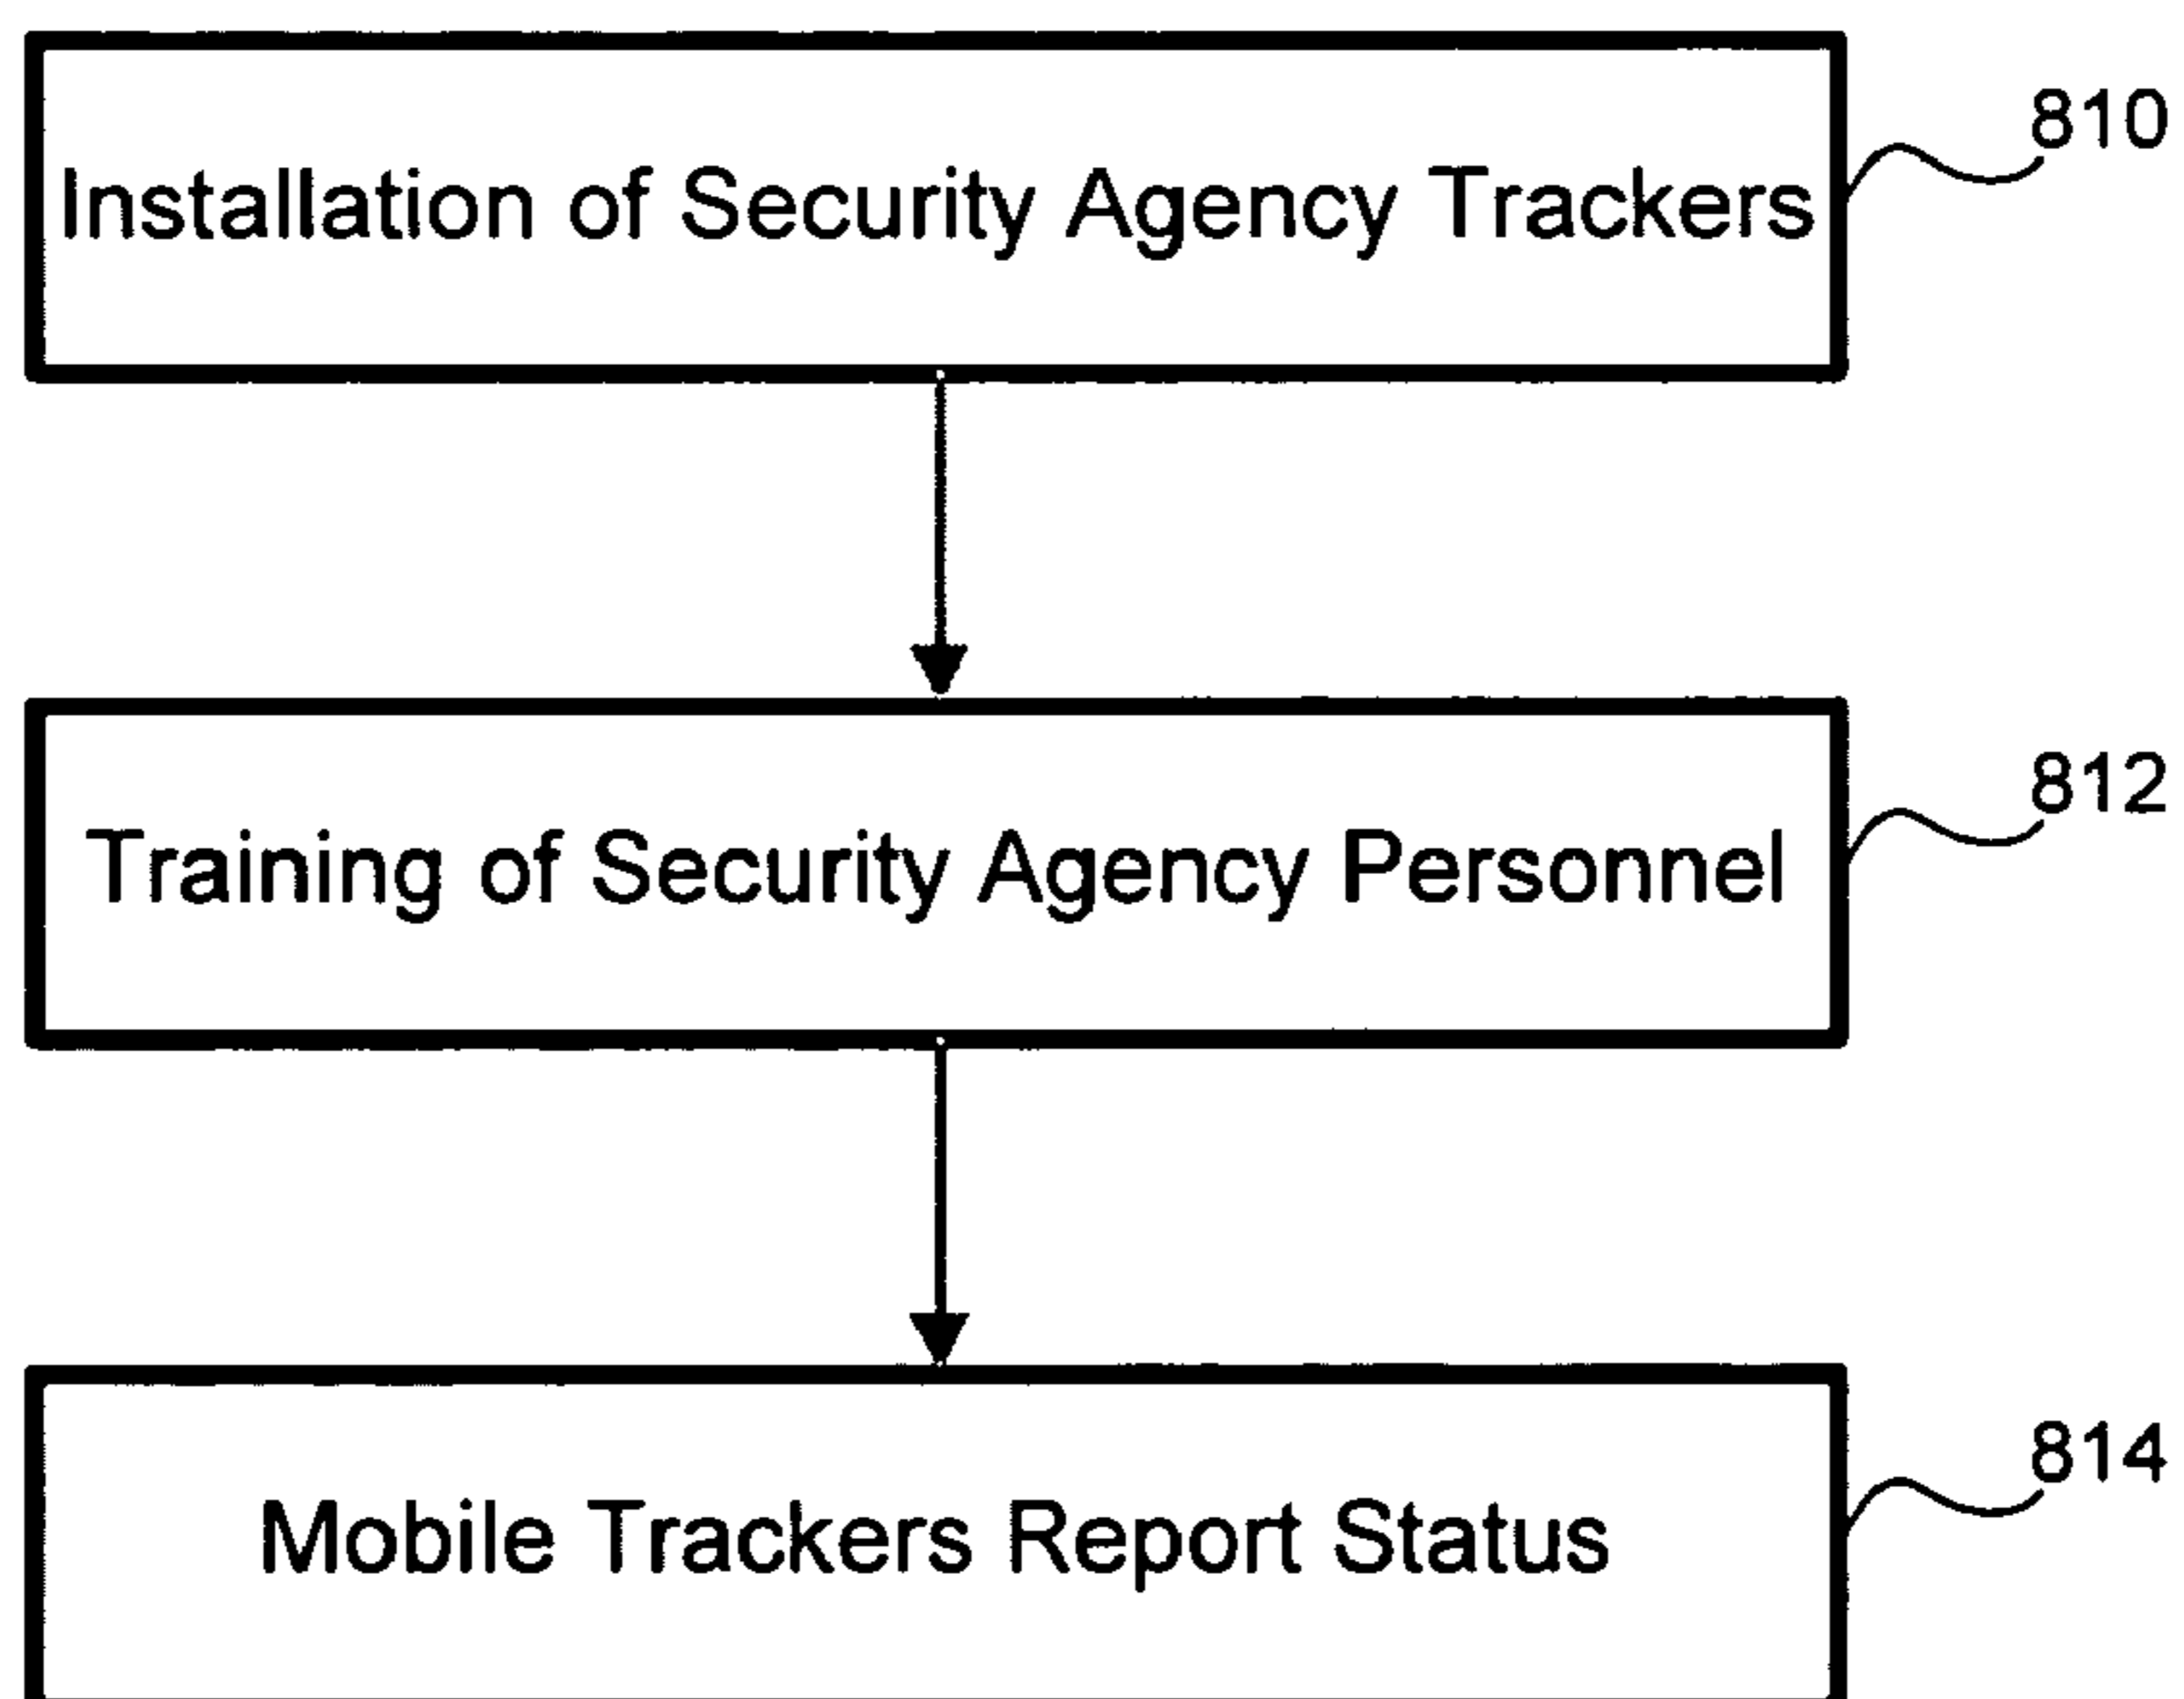 810
Installation of Security Agency Trackers
812
Training of Security Agency Personnel
814
Mobile Trackers Report Status